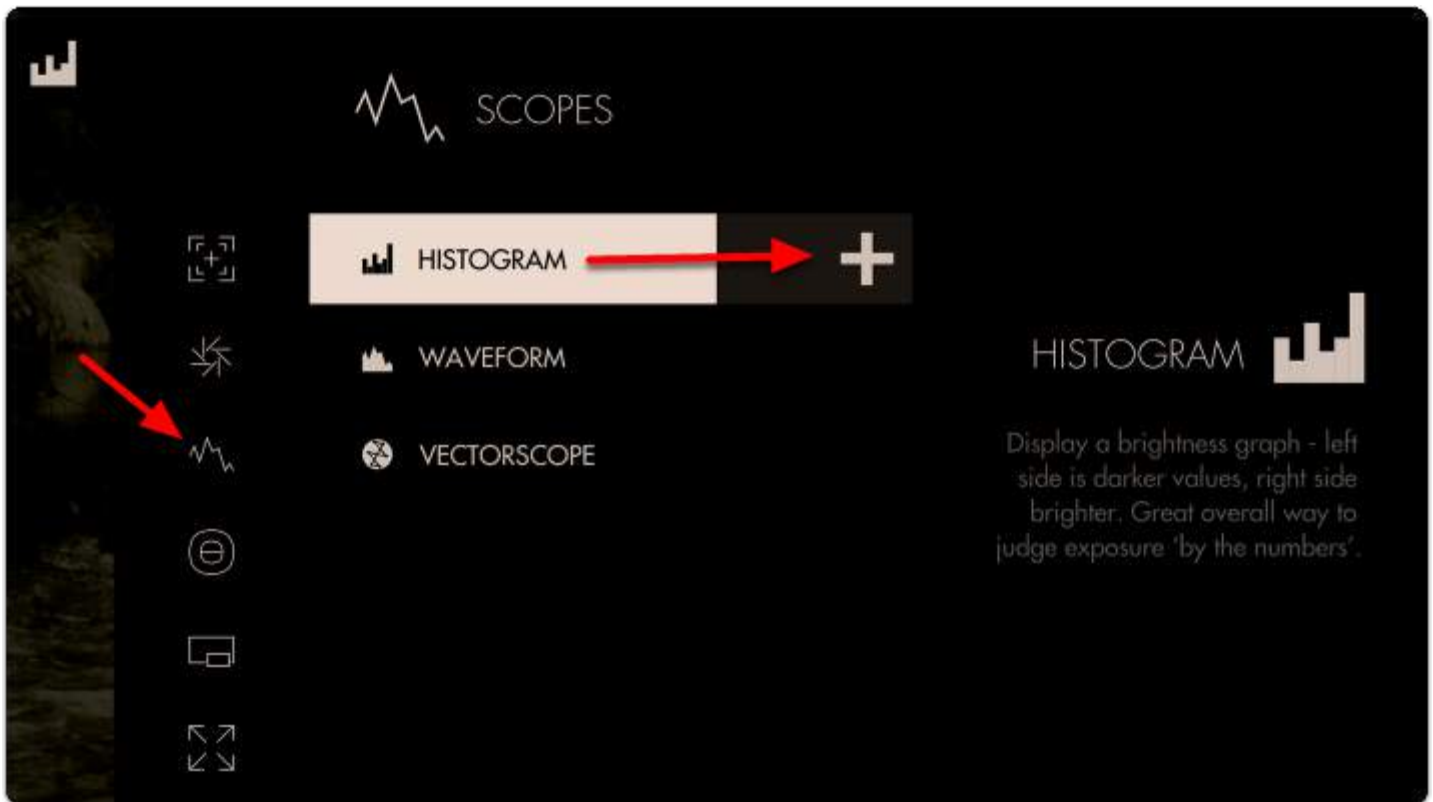 SCOPES
HISTOGRAM
WAVEFORM
VECTORSCOPE
HISTOGRAM
Display a brightness graph - left
side is darker values, right side
brighter. Great overall way to
judge exposure ‘by the numbers’.